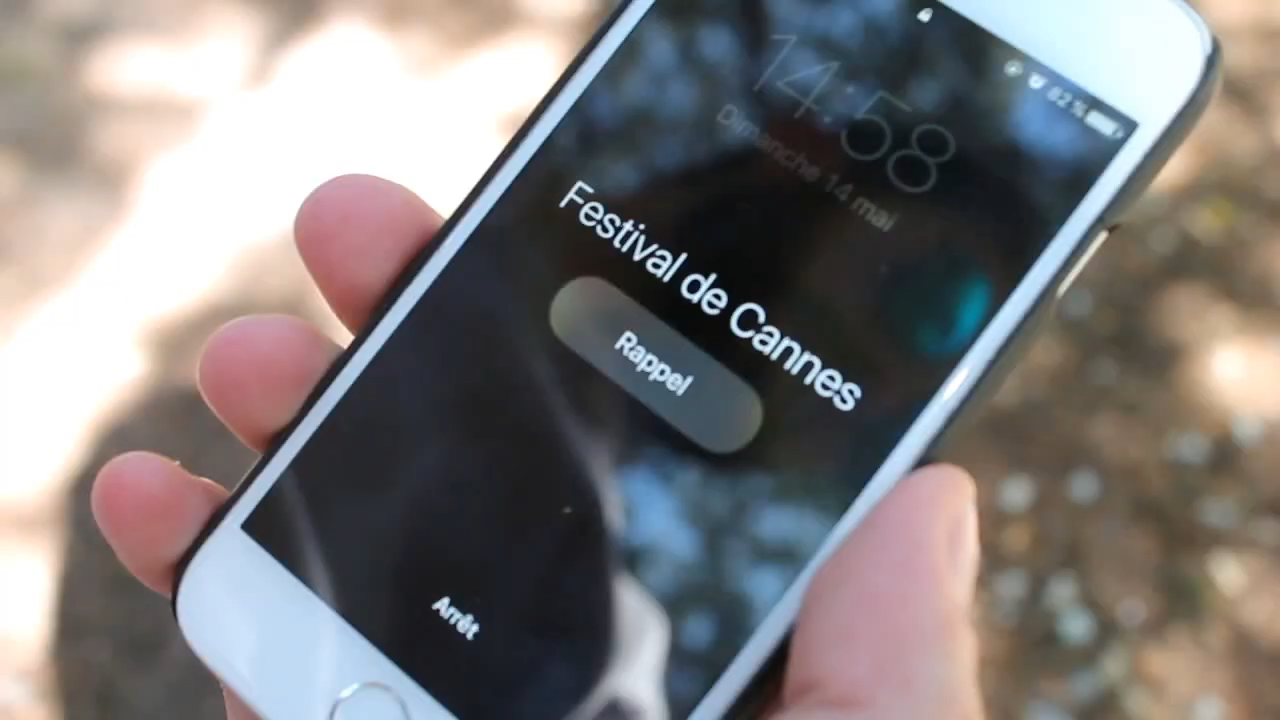 82 %
14:58
Dimanche 14 mai
Festival de Cannes
Rappel
Arrêt